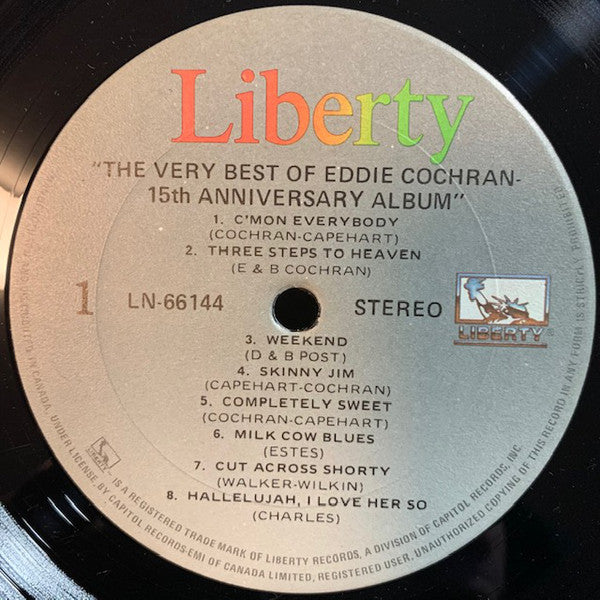 Liberty
"THE VERY BEST OF EDDIE COCHRAN-
15th ANNIVERSARY ALBUM"
1. C'MON EVERYBODY
(COCHRAN-CAPEHART)
2. THREE STEPS TO HEAVEN
(E & B COCHRAN)
1 LN-66144 STEREO
LIBERTY
3. WEEKEND
(D & B POST)
4. SKINNY JIM
(CAPEHART-COCHRAN)
5. COMPLETELY SWEET
(COCHRAN-CAPEHART)
6. MILK COW BLUES
(ESTES)
7. CUT ACROSS SHORTY
(WALKER-WILKIN)
8. HALLELUJAH, I LOVE HER SO
(CHARLES)
LIBERTY
IS A REGISTERED TRADE MARK OF LIBERTY RECORDS, A DIVISION OF CAPITOL RECORDS, INC.
IN CANADA, UNDER LICENSE, BY CAPITOL RECORDS-EMI OF CANADA LIMITED, REGISTERED USER, UNAUTHORIZED COPYING OF THIS RECORD IN ANY FORM IS STRICTLY PROHIBITED